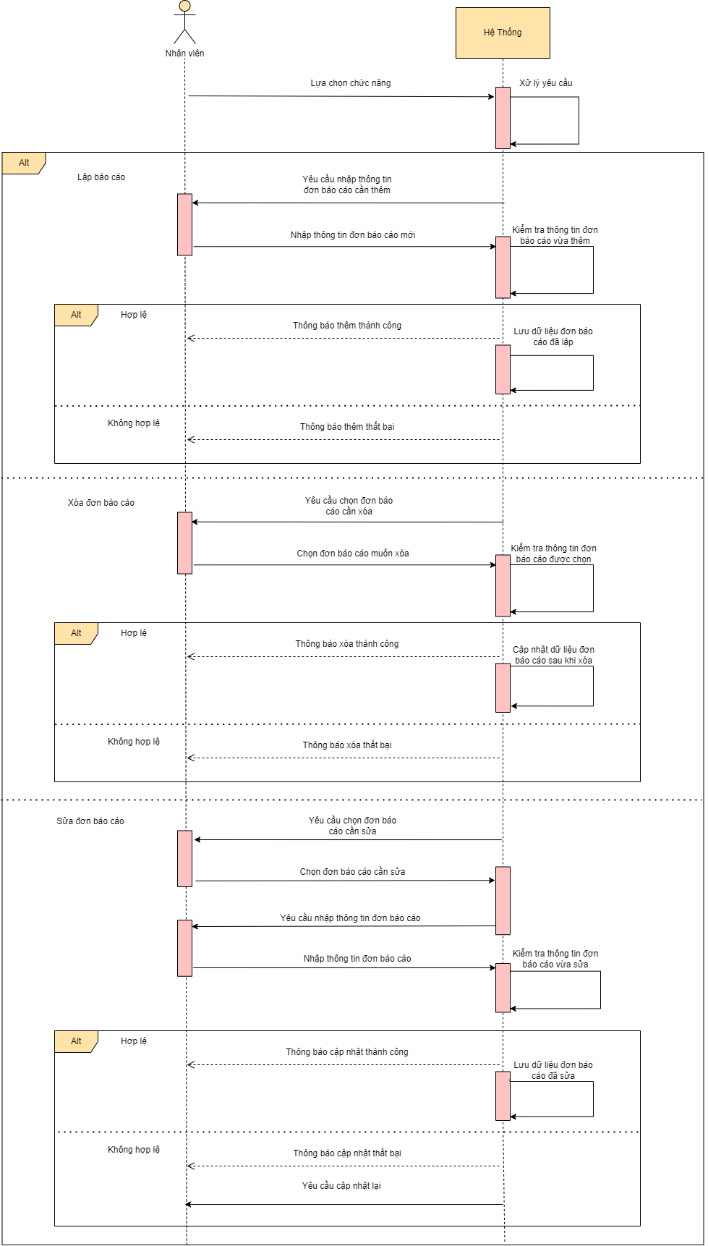 Nhân viên
Hệ Thống
Lựa chọn chức năng
Xử lý yêu cầu
Alt
Lập báo cáo
Yêu cầu nhập thông tin
đơn báo cáo cần thêm
Nhập thông tin đơn báo cáo mới
Kiểm tra thông tin đơn
báo cáo vừa thêm
Alt
Hợp lệ
Thông báo thêm thành công
Lưu dữ liệu đơn báo
cáo đã lập
Không hợp lệ
Thông báo thêm thất bại
Xóa đơn báo cáo
Yêu cầu chọn đơn báo
cáo cần xóa
Chọn đơn báo cáo muốn xóa
Kiểm tra thông tin đơn
báo cáo được chọn
Alt
Hợp lệ
Thông báo xóa thành công
Cập nhật dữ liệu đơn
báo cáo sau khi xóa
Không hợp lệ
Thông báo xóa thất bại
Sửa đơn báo cáo
Yêu cầu chọn đơn báo
cáo cần sửa
Chọn đơn báo cáo cần sửa
Yêu cầu nhập thông tin đơn báo cáo
Nhập thông tin đơn báo cáo
Kiểm tra thông tin đơn
báo cáo vừa sửa
Alt
Hợp lệ
Thông báo cập nhật thành công
Lưu dữ liệu đơn báo
cáo đã sửa
Không hợp lệ
Thông báo cập nhật thất bại
Yêu cầu cập nhật lại